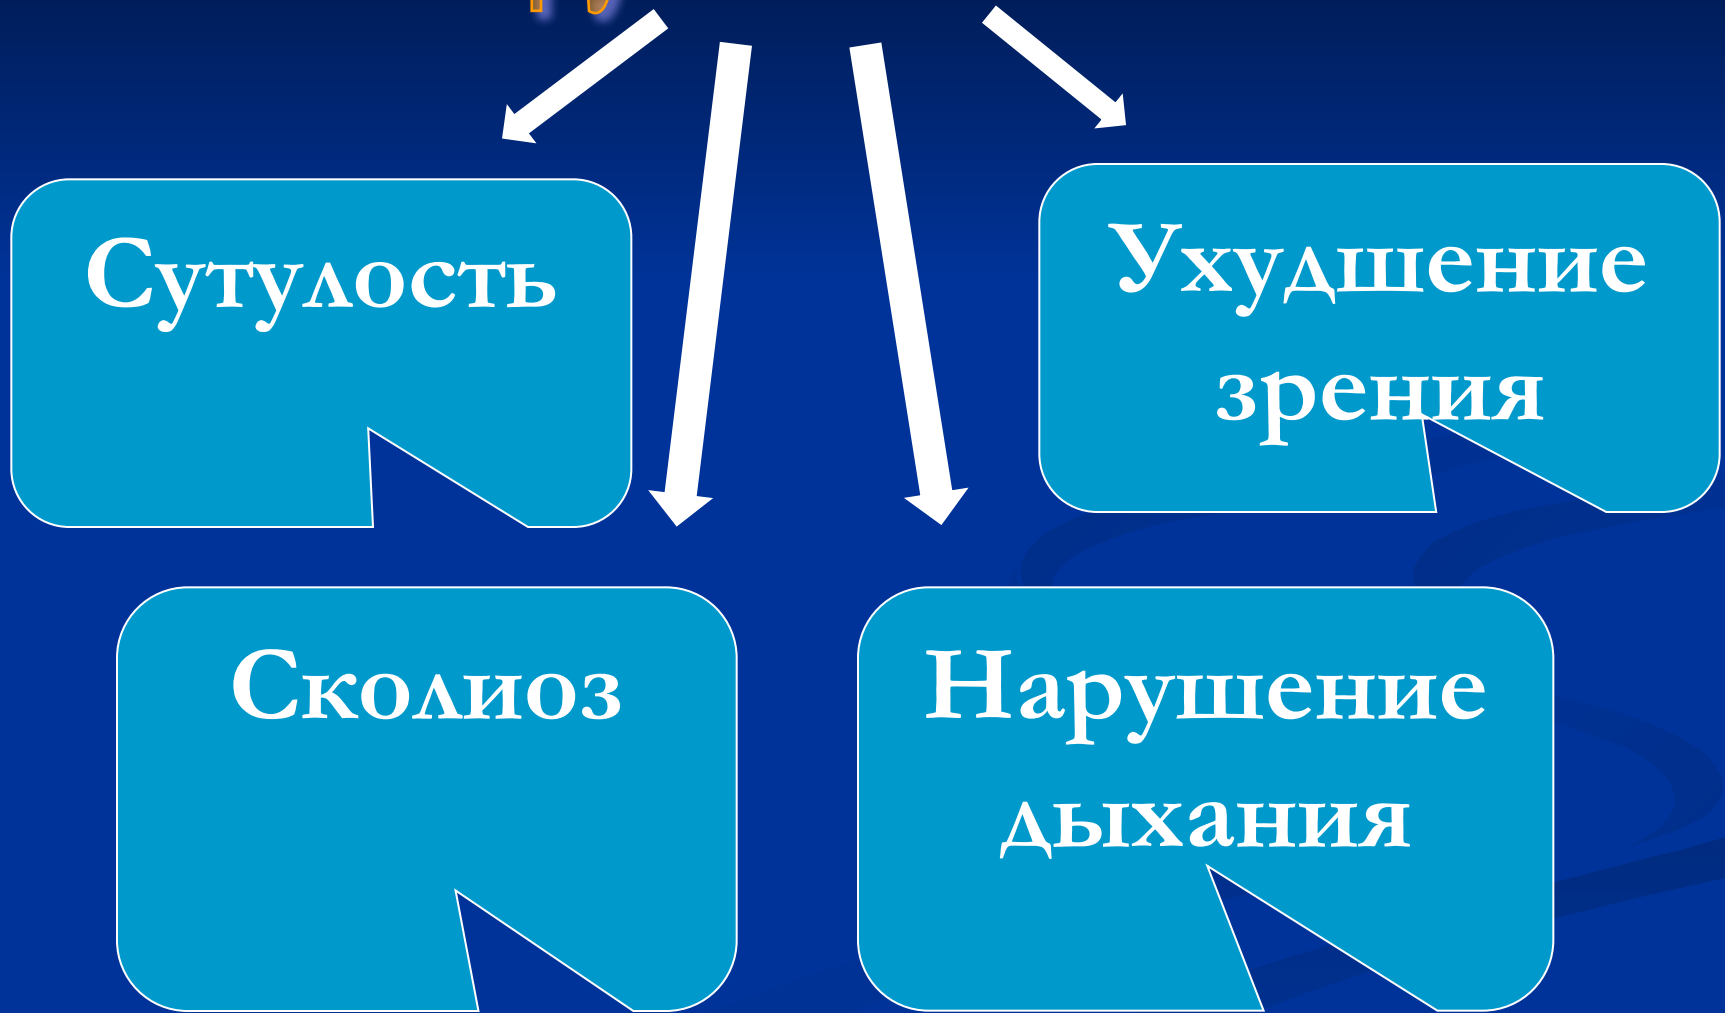 Сутулость
Ухудшение
зрения
Сколиоз
Нарушение
дыхания